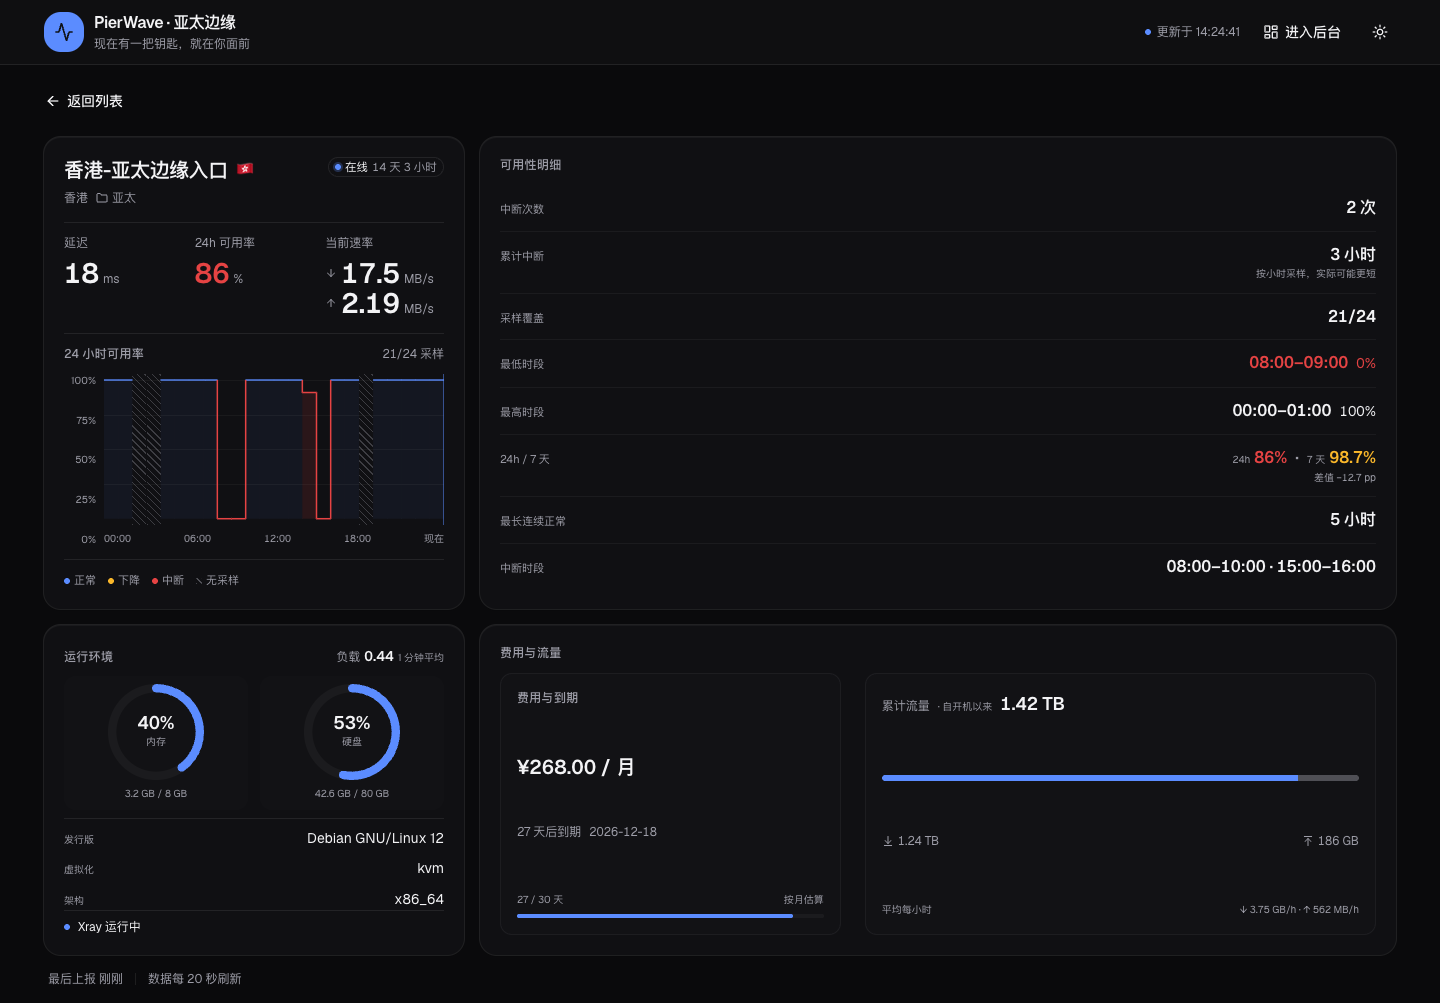 PierWave · 亚太边缘
现在有一把钥匙，就在你面前
更新于 14:24:41
进入后台
返回列表
香港-亚太边缘入口
在线 14 天 3 小时
香港 亚太
延迟
18 ms
24h 可用率
86 %
当前速率
↓ 17.5 MB/s
↑ 2.19 MB/s
24 小时可用率
21/24 采样
100%
75%
50%
25%
0%
00:00 06:00 12:00 18:00 现在
正常 下降 中断 无采样
可用性明细
中断次数
2 次
累计中断
3 小时
按小时采样，实际可能更短
采样覆盖
21/24
最低时段
08:00–09:00 0%
最高时段
00:00–01:00 100%
24h / 7 天
24h 86% · 7 天 98.7%
差值 −12.7 pp
最长连续正常
5 小时
中断时段
08:00–10:00 · 15:00–16:00
运行环境
负载 0.44 1 分钟平均
40%
内存
3.2 GB / 8 GB
53%
硬盘
42.6 GB / 80 GB
发行版
Debian GNU/Linux 12
虚拟化
kvm
架构
x86_64
Xray 运行中
费用与流量
费用与到期
¥268.00 / 月
27 天后到期 2026-12-18
27 / 30 天
按月估算
累计流量 · 自开机以来 1.42 TB
1.24 TB
186 GB
平均每小时
↓ 3.75 GB/h · ↑ 562 MB/h
最后上报 刚刚
数据每 20 秒刷新